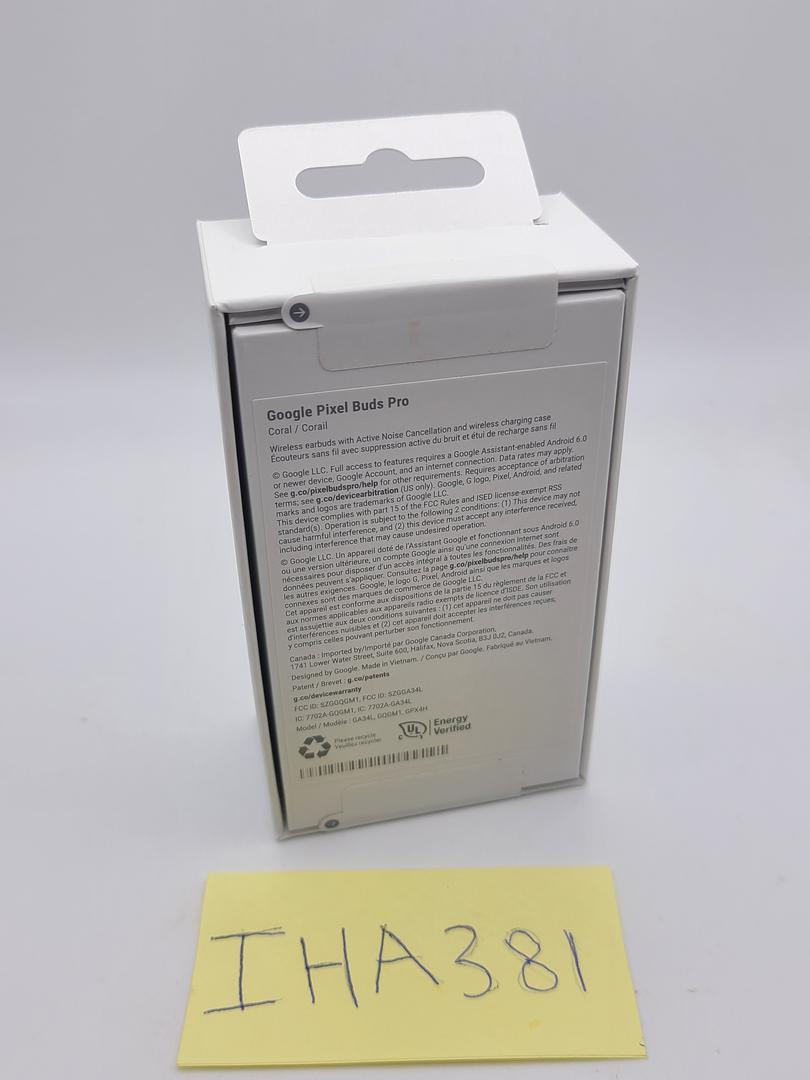 Google Pixel Buds Pro
Coral / Corail
Wireless earbuds with Active Noise Cancellation and wireless charging case
Écouteurs sans fil avec suppression active du bruit et étui de recharge sans fil
© Google LLC. Full access to features requires a Google Assistant-enabled Android 6.0
or newer device, Google Account, and an internet connection. Data rates may apply.
See g.co/pixelbudspro/help for other requirements. Requires acceptance of arbitration
terms; see g.co/devicearbitration (US only). Google, G logo, Pixel, Android, and related
marks and logos are trademarks of Google LLC.
This device complies with part 15 of the FCC Rules and ISED license-exempt RSS
standard(s). Operation is subject to the following 2 conditions: (1) This device may not
cause harmful interference, and (2) this device must accept any interference received,
including interference that may cause undesired operation.
© Google LLC. Un appareil doté de l'Assistant Google et fonctionnant sous Android 6.0
ou une version ultérieure, un compte Google ainsi qu'une connexion Internet sont
nécessaires pour disposer d'un accès intégral à toutes les fonctionnalités. Des frais de
données peuvent s'appliquer. Consultez la page g.co/pixelbudspro/help pour connaître
les autres exigences. Google, le logo G, Pixel, Android ainsi que les marques et logos
connexes sont des marques de commerce de Google LLC.
Cet appareil est conforme aux dispositions de la partie 15 du règlement de la FCC et
aux normes applicables aux appareils radio exempts de licence d'ISDE. Son utilisation
est assujettie aux deux conditions suivantes : (1) cet appareil ne doit pas causer
d'interférences nuisibles et (2) cet appareil doit accepter les interférences reçues,
y compris celles pouvant perturber son fonctionnement.
Canada : Imported by/Importé par Google Canada Corporation,
1741 Lower Water Street, Suite 600, Halifax, Nova Scotia, B3J 0J2, Canada.
Designed by Google. Made in Vietnam. / Conçu par Google. Fabriqué au Vietnam.
Patent / Brevet : g.co/patents
g.co/devicewarranty
FCC ID: SZGGQGM1, FCC ID: SZGGA34L
IC: 7702A-GQGM1, IC: 7702A-GA34L
Model / Modèle : GA34L, GQGM1, GPX4H
Please recycle
Veuillez recycler
C UL US
Energy
Verified
IHA381